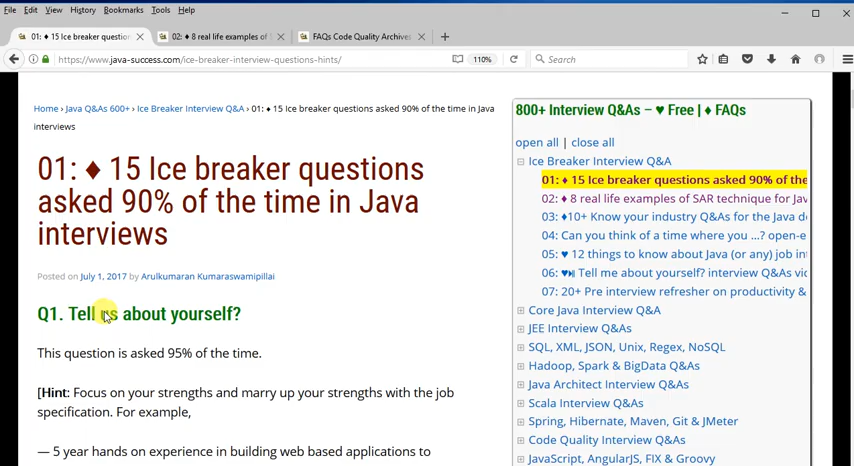 File Edit View History Bookmarks Tools Help
01: ♦ 15 Ice breaker question
02: ♦ 8 real life examples of S
FAQs Code Quality Archives
https://www.java-success.com/ice-breaker-interview-questions-hints/
110%
Search
Home › Java Q&As 600+ › Ice Breaker Interview Q&A › 01: ♦ 15 Ice breaker questions asked 90% of the time in Java
interviews
01: ♦ 15 Ice breaker questions
asked 90% of the time in Java
interviews
Posted on July 1, 2017 by Arulkumaran Kumaraswamipillai
Q1. Tell us about yourself?
This question is asked 95% of the time.
[Hint: Focus on your strengths and marry up your strengths with the job
specification. For example,
— 5 year hands on experience in building web based applications to
800+ Interview Q&As – ♥ Free | ♦ FAQs
open all | close all
Ice Breaker Interview Q&A
01: ♦ 15 Ice breaker questions asked 90% of the
02: ♦ 8 real life examples of SAR technique for Jav
03: ♦10+ Know your industry Q&As for the Java d
04: Can you think of a time where you ...? open-e
05: ♥ 12 things to know about Java (or any) job in
06: ♥⏯ Tell me about yourself? interview Q&As vi
07: 20+ Pre interview refresher on productivity &
Core Java Interview Q&A
JEE Interview Q&As
SQL, XML, JSON, Unix, Regex, NoSQL
Hadoop, Spark & BigData Q&As
Java Architect Interview Q&As
Scala Interview Q&As
Spring, Hibernate, Maven, Git & JMeter
Code Quality Interview Q&As
JavaScript, AngularJS, FIX & Groovy